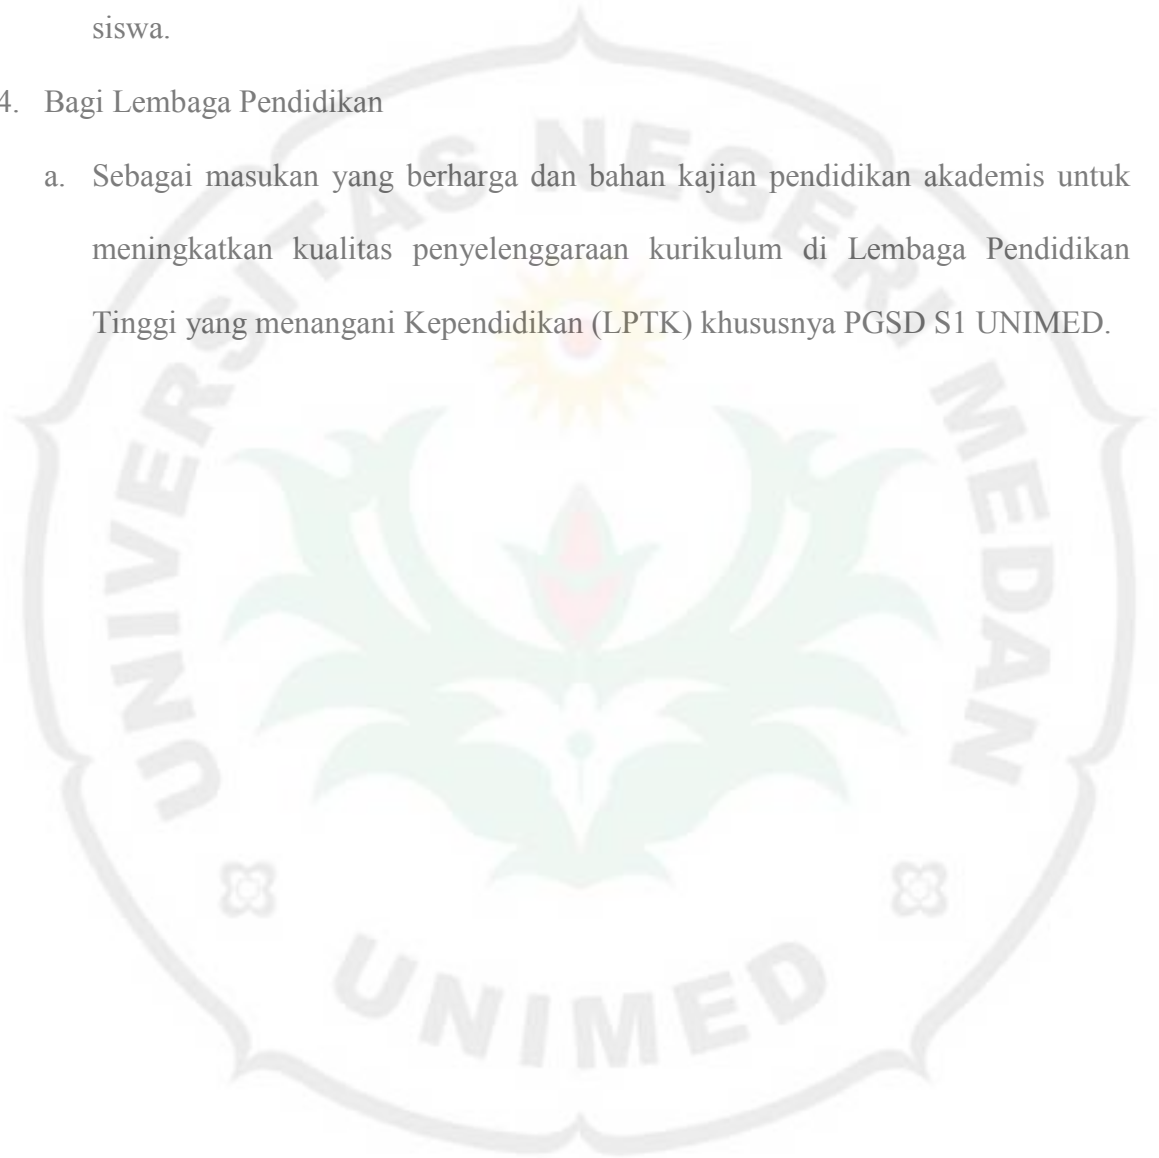 siswa.
4. Bagi Lembaga Pendidikan
a. Sebagai masukan yang berharga dan bahan kajian pendidikan akademis untuk
meningkatkan kualitas penyelenggaraan kurikulum di Lembaga Pendidikan
Tinggi yang menangani Kependidikan (LPTK) khususnya PGSD S1 UNIMED.
UNIVERSITAS NEGERI MEDAN
UNIMED